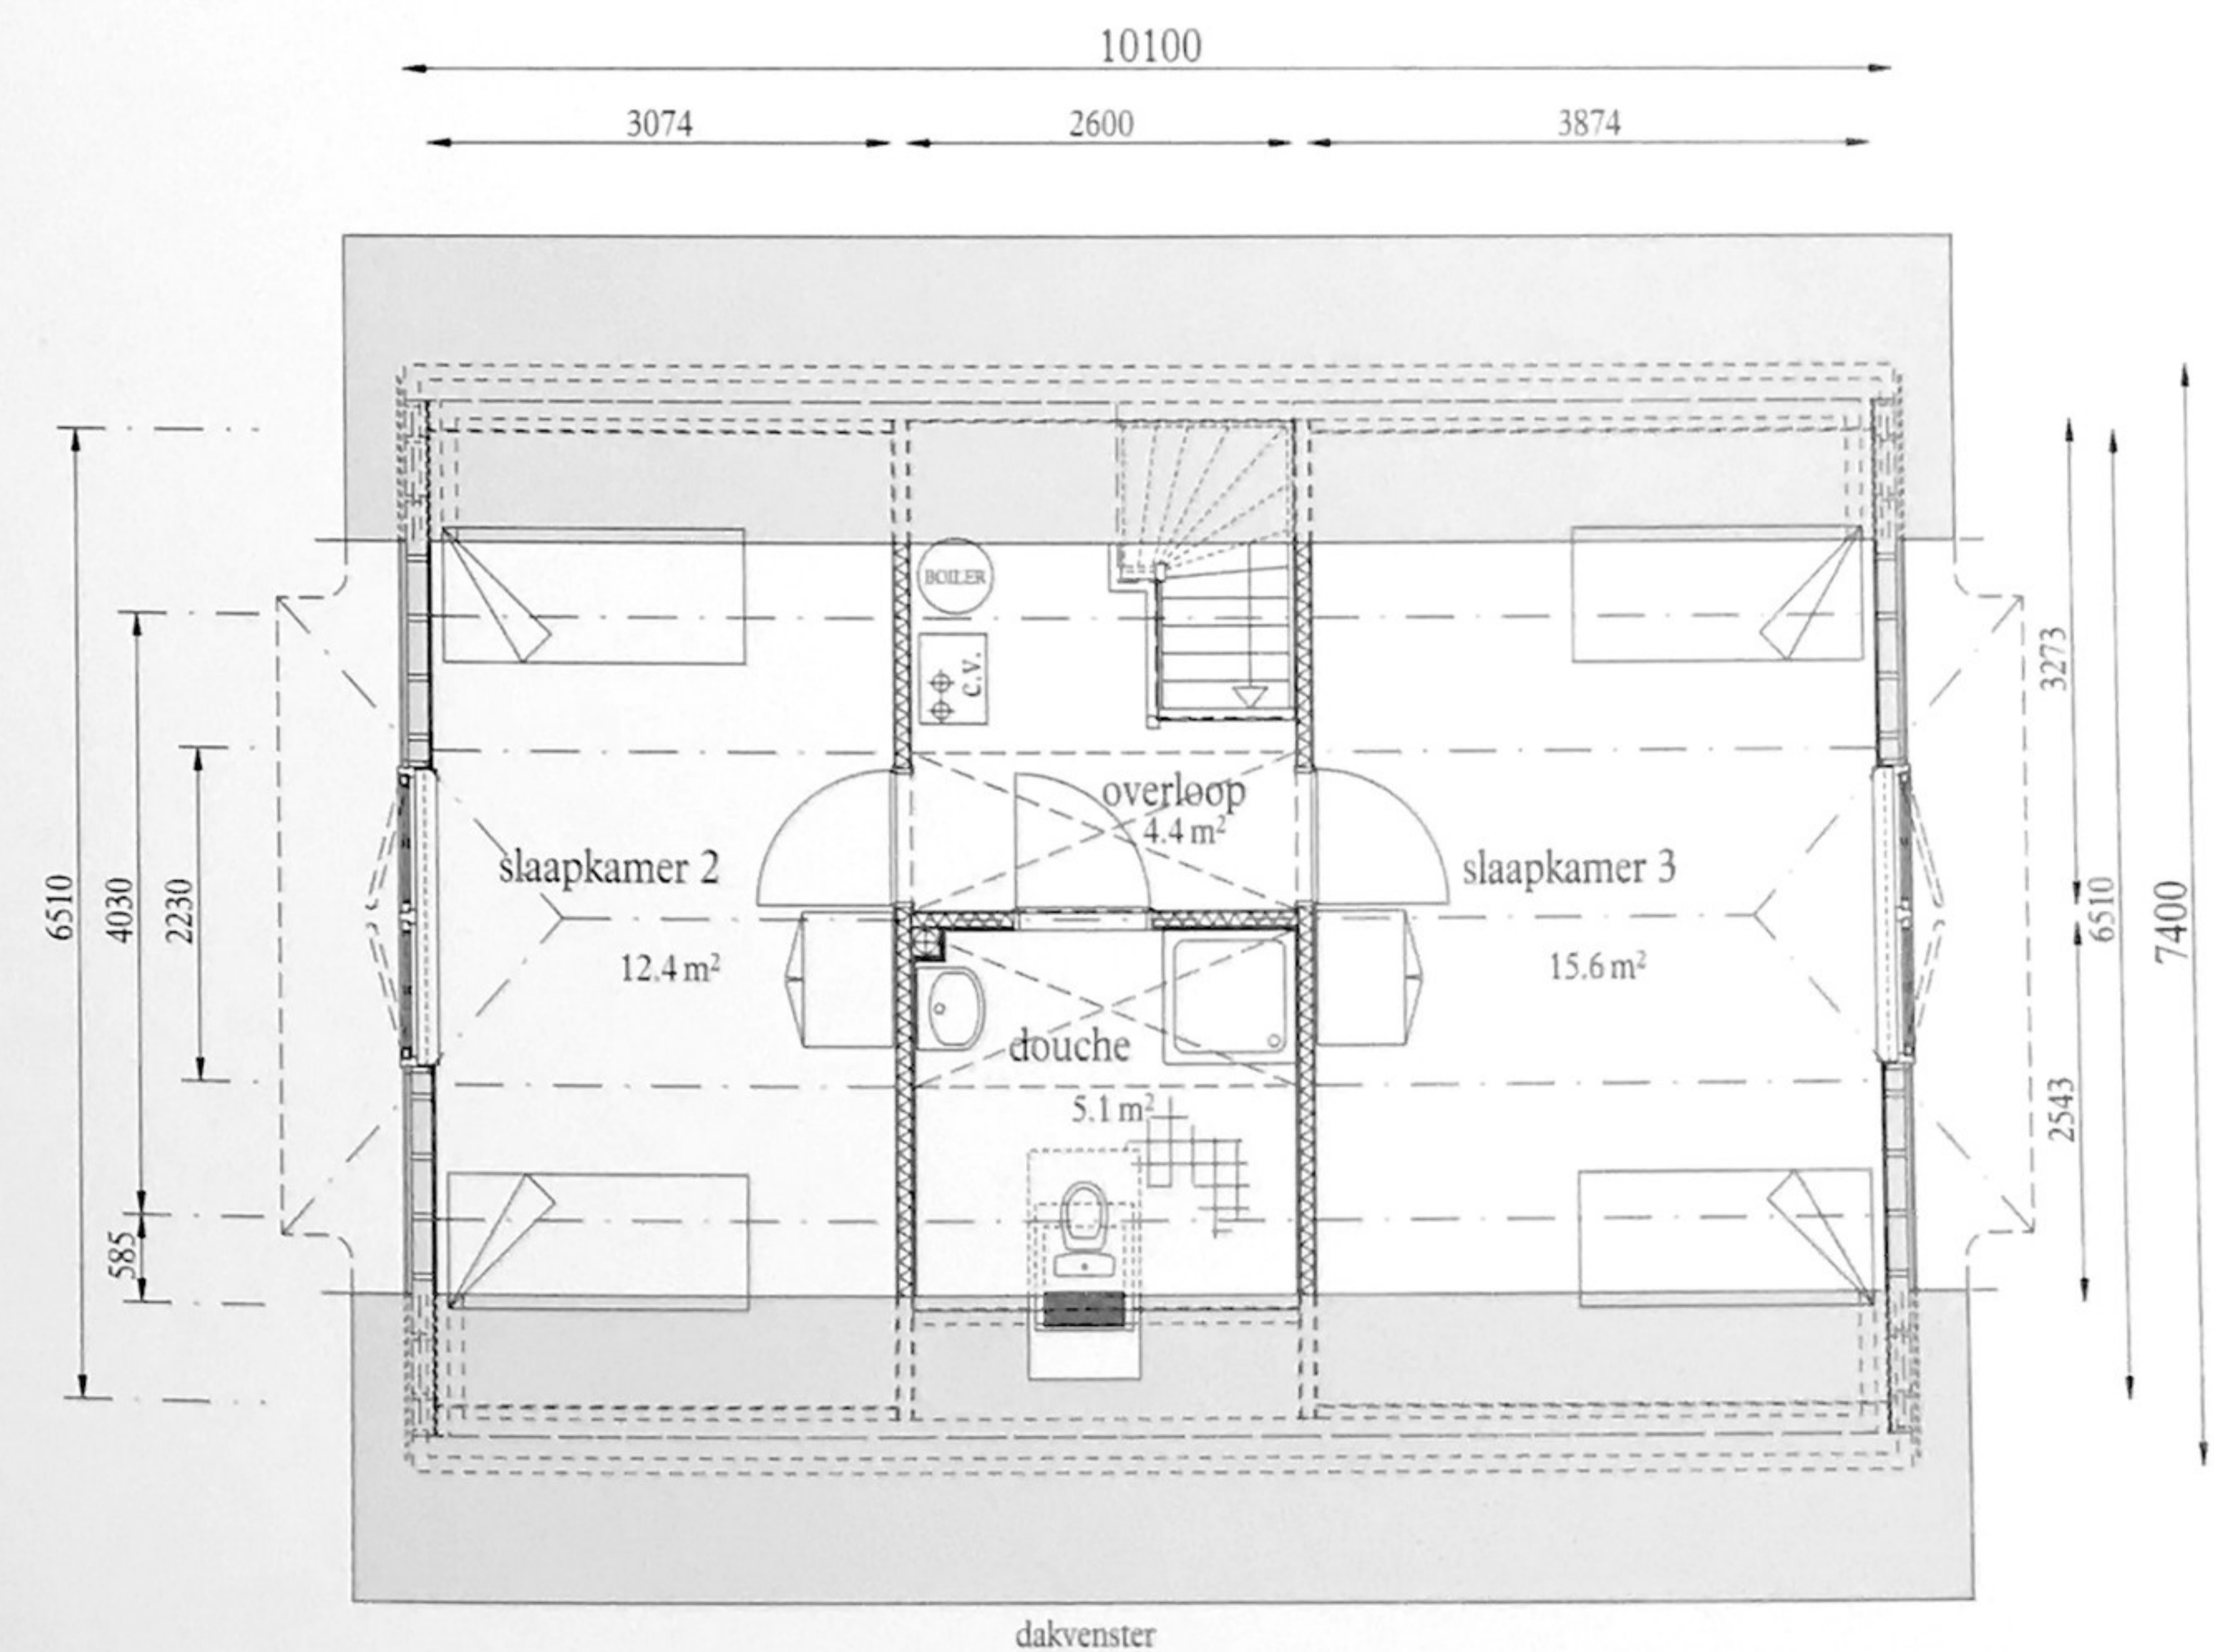 10100
3074
2600
3874
BOILER
c.v.
3273
overloop
4.4 m²
slaapkamer 2
slaapkamer 3
6510
4030
2230
6510
7400
12.4 m²
15.6 m²
douche
5.1 m²
2543
585
dakvenster